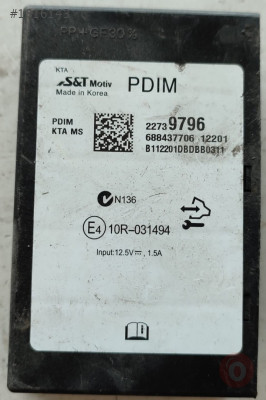 KTA
S&T Motiv
Made in Korea
PDIM
PDIM
KTA MS
22739796
688437706 12201
B112201DBDBB0311
N136
E4 10R-031494
Input:12.5V⎓, 1.5A